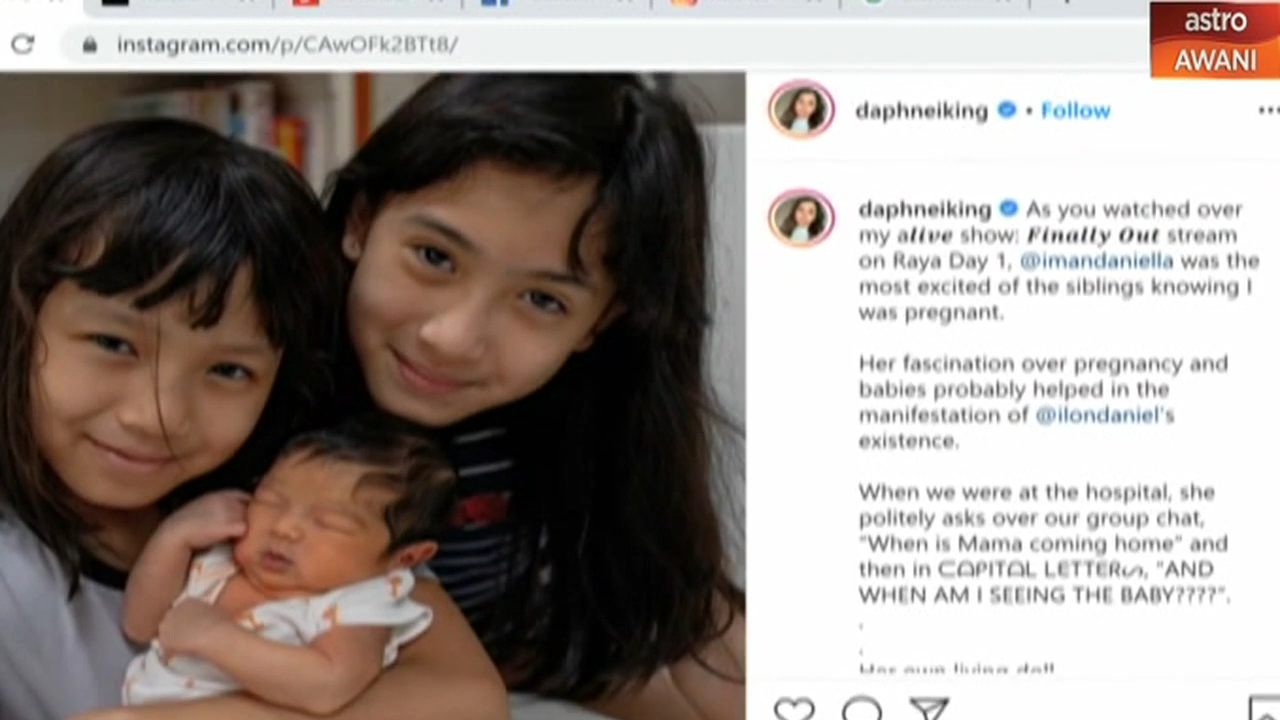 astro
AWANI
instagram.com/p/CAwOFk2BTt8/
daphneiking • Follow
daphneiking As you watched over
my alive show: Finally Out stream
on Raya Day 1, @imandaniella was the
most excited of the siblings knowing I
was pregnant.
Her fascination over pregnancy and
babies probably helped in the
manifestation of @ilondaniel's
existence.
When we were at the hospital, she
politely asks over our group chat,
"When is Mama coming home" and
then in CAPITAL LETTERs, "AND
WHEN AM I SEEING THE BABY????".
.
.
Her own living doll